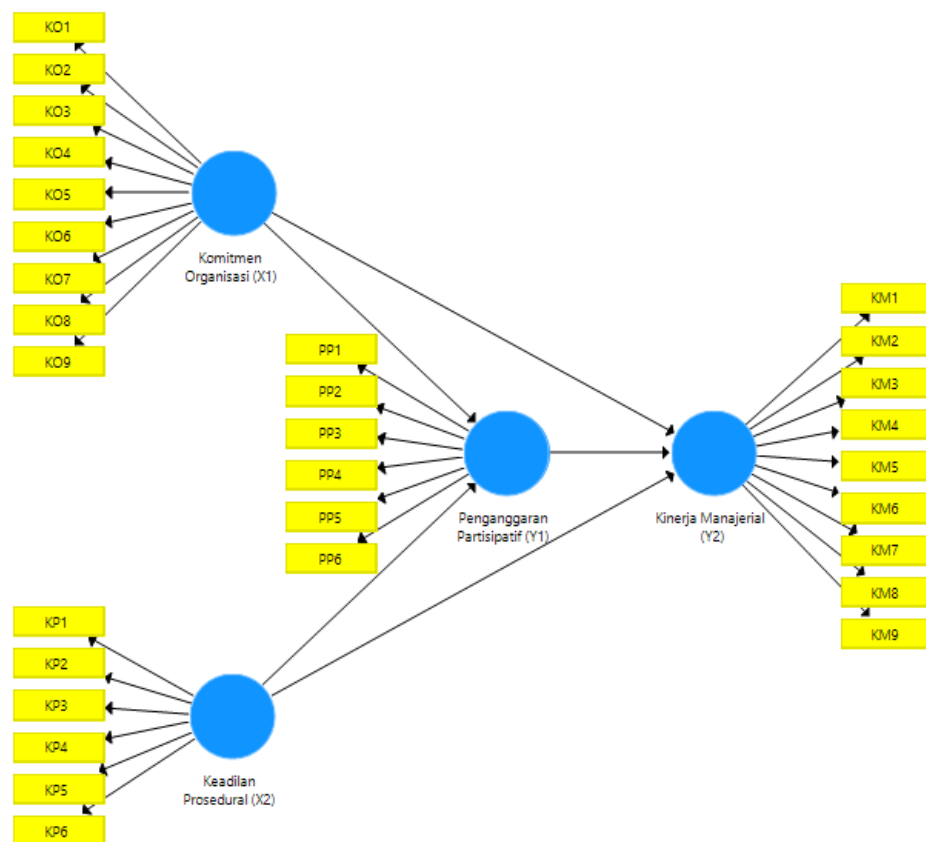 KO1
KO2
KO3
KO4
KO5
KO6
KO7
KO8
KO9
Komitmen
Organisasi (X1)
PP1
PP2
PP3
PP4
PP5
PP6
Penganggaran
Partisipatif (Y1)
Kinerja Manajerial
(Y2)
KM1
KM2
KM3
KM4
KM5
KM6
KM7
KM8
KM9
KP1
KP2
KP3
KP4
KP5
KP6
Keadilan
Prosedural (X2)